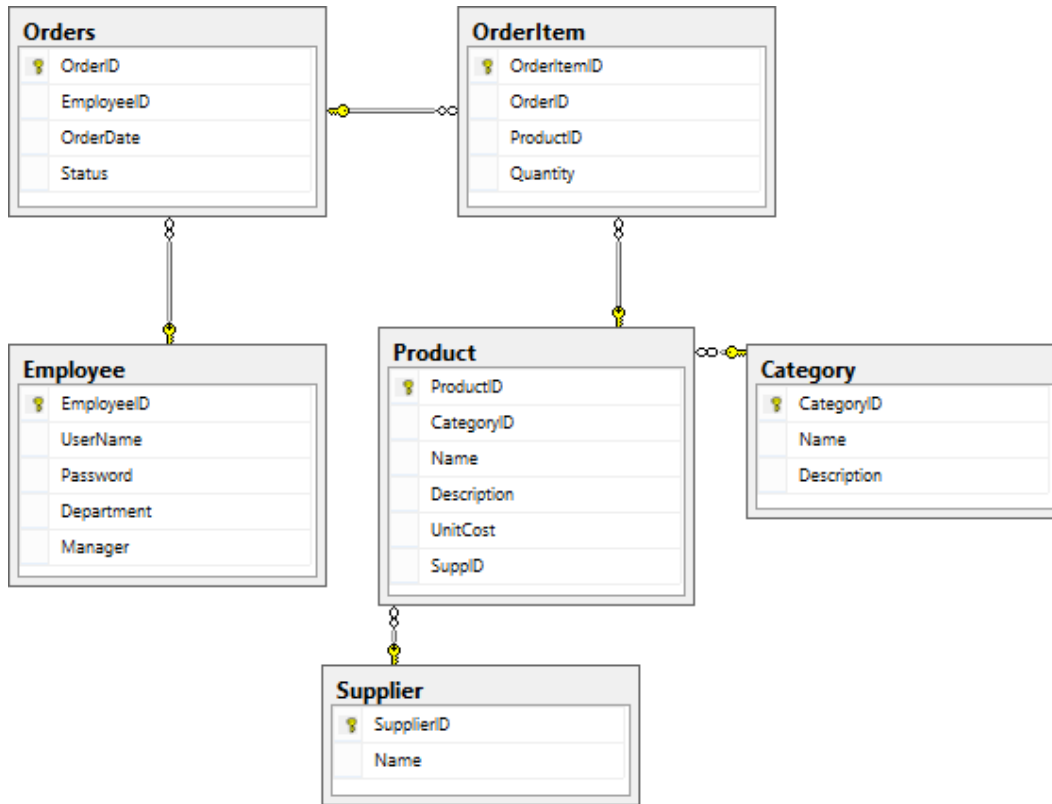 Orders
OrderID
EmployeeID
OrderDate
Status
OrderItem
OrderItemID
OrderID
ProductID
Quantity
Employee
EmployeeID
UserName
Password
Department
Manager
Product
ProductID
CategoryID
Name
Description
UnitCost
SuppID
Category
CategoryID
Name
Description
Supplier
SupplierID
Name